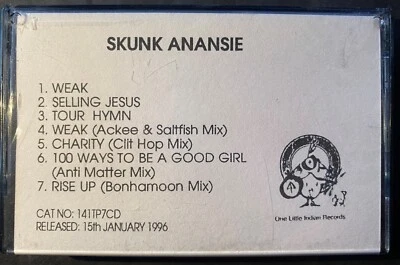 SKUNK ANANSIE
1. WEAK
2. SELLING JESUS
3. TOUR HYMN
4. WEAK (Ackee & Saltfish Mix)
5. CHARITY (Clit Hop Mix)
6. 100 WAYS TO BE A GOOD GIRL
(Anti Matter Mix)
7. RISE UP (Bonhamoon Mix)
CAT NO: 141TP7CD
RELEASED: 15th JANUARY 1996
One Little Indian Records